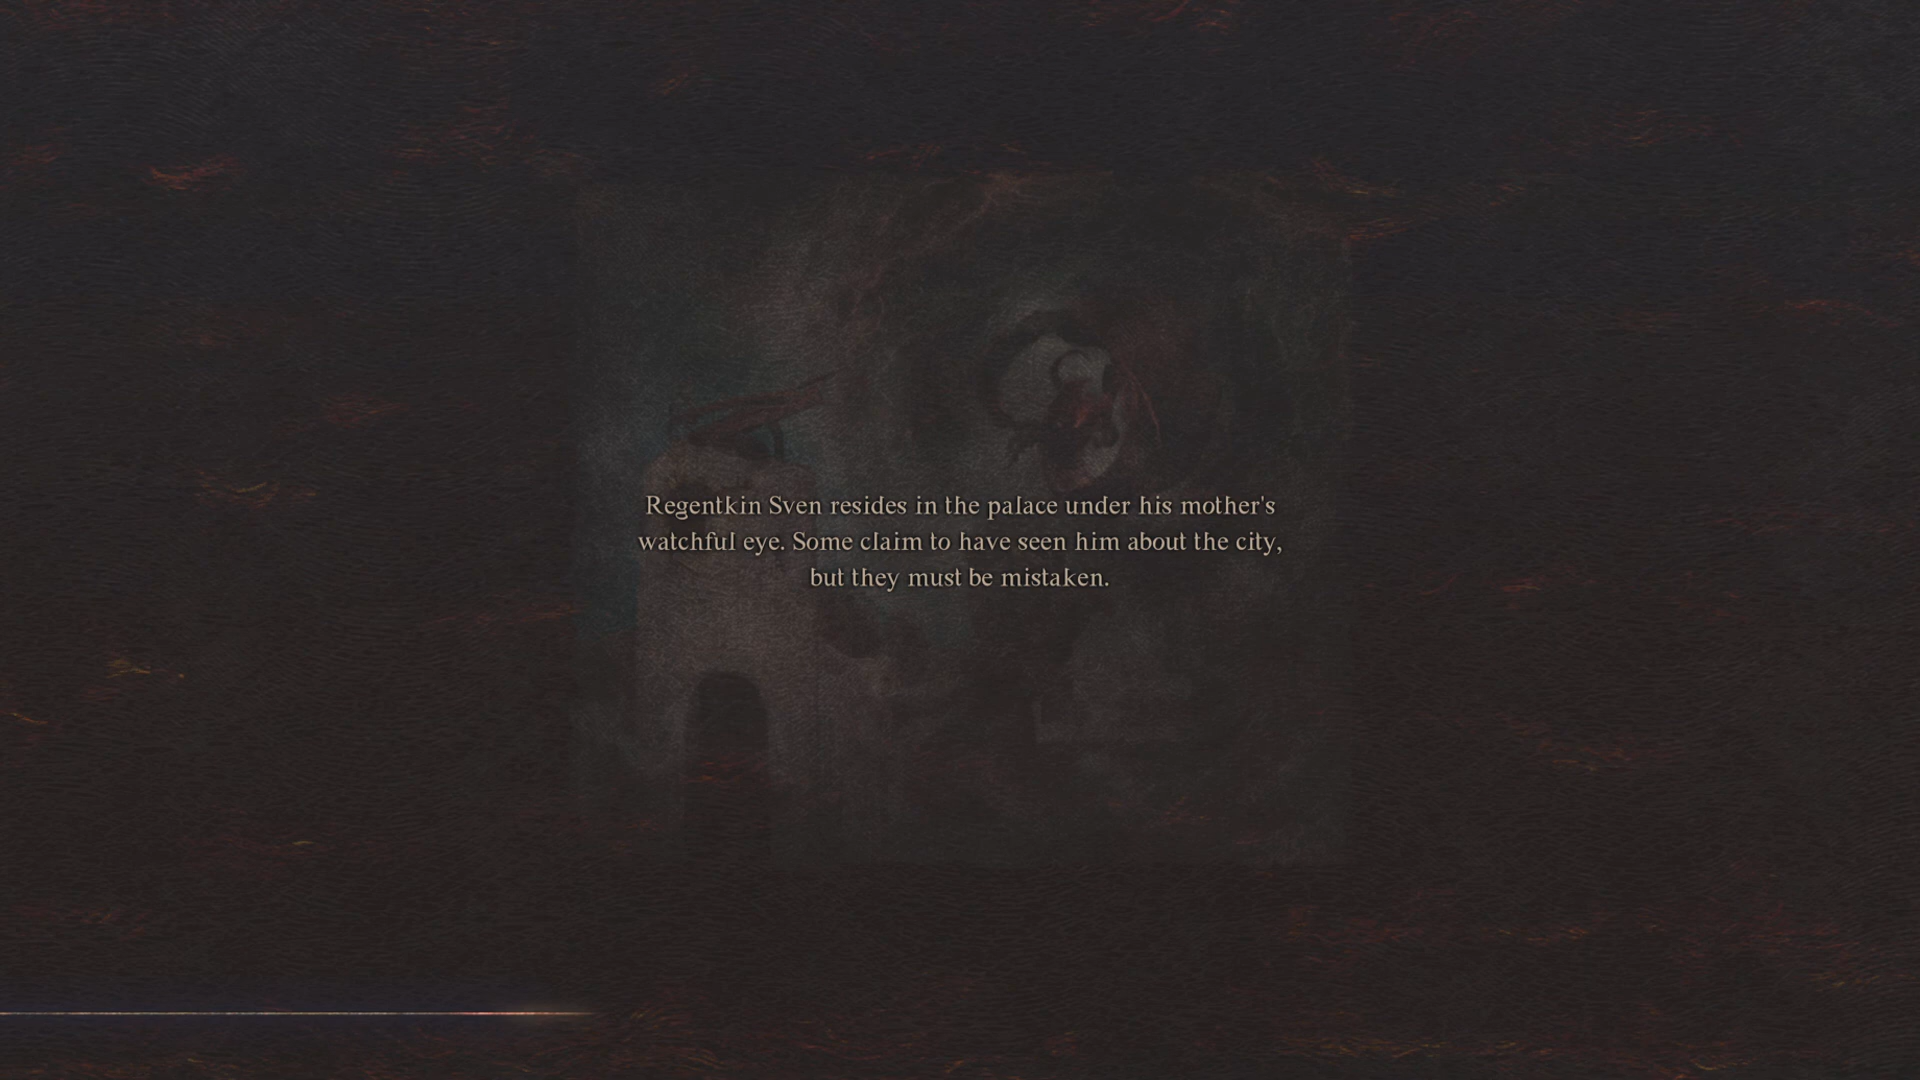 Regentkin Sven resides in the palace under his mother's
watchful eye. Some claim to have seen him about the city,
but they must be mistaken.